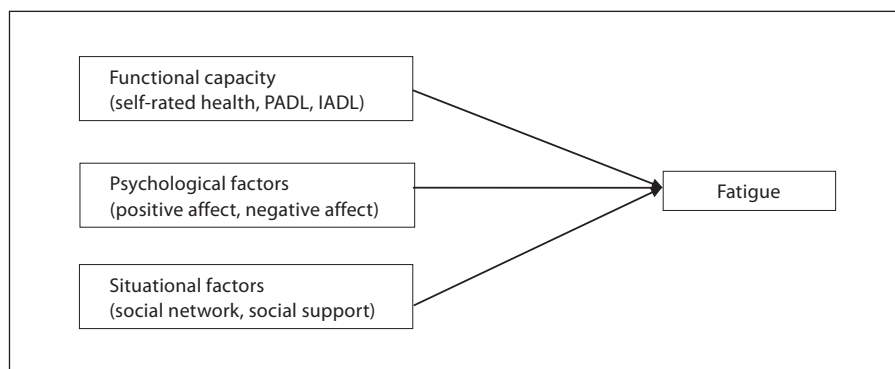 Functional capacity
(self-rated health, PADL, IADL)
Psychological factors
(positive affect, negative affect)
Fatigue
Situational factors
(social network, social support)